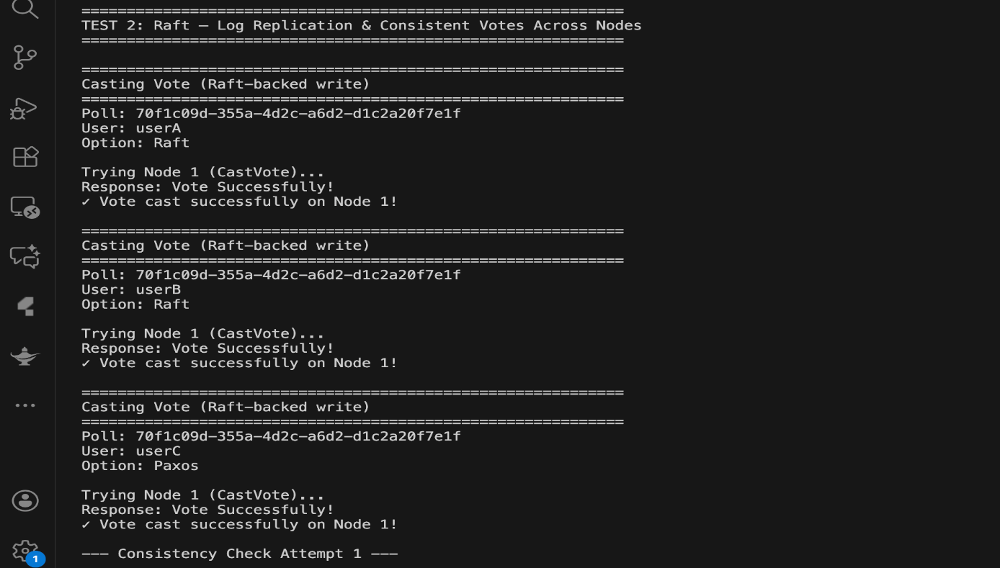 ============================================================
TEST 2: Raft – Log Replication & Consistent Votes Across Nodes
============================================================
============================================================
Casting Vote (Raft-backed write)
============================================================
Poll: 70f1c09d-355a-4d2c-a6d2-d1c2a20f7e1f
User: userA
Option: Raft
Trying Node 1 (CastVote)...
Response: Vote Successfully!
✓ Vote cast successfully on Node 1!
============================================================
Casting Vote (Raft-backed write)
============================================================
Poll: 70f1c09d-355a-4d2c-a6d2-d1c2a20f7e1f
User: userB
Option: Raft
Trying Node 1 (CastVote)...
Response: Vote Successfully!
✓ Vote cast successfully on Node 1!
============================================================
Casting Vote (Raft-backed write)
============================================================
Poll: 70f1c09d-355a-4d2c-a6d2-d1c2a20f7e1f
User: userC
Option: Paxos
Trying Node 1 (CastVote)...
Response: Vote Successfully!
✓ Vote cast successfully on Node 1!
--- Consistency Check Attempt 1 ---
1